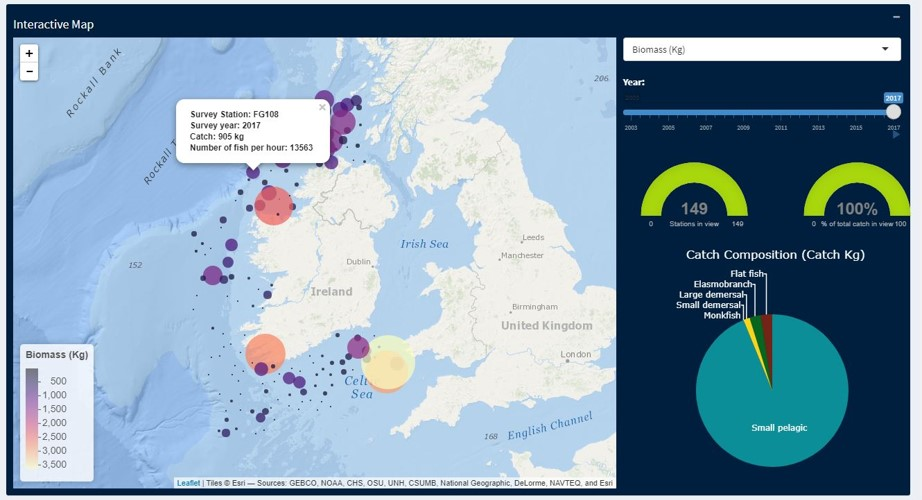 Interactive Map
–
+
−
Rockall Bank
Rockall
206
Survey Station: FG108
Survey year: 2017
Catch: 905 kg
Number of fish per hour: 13563
×
Irish Sea
Leeds
Manchester
Dublin
152
Ireland
Birmingham
United Kingdom
London
Sea
English Channel
168
Biomass (Kg)
500
1,000
1,500
2,000
2,500
3,000
3,500
Leaflet | Tiles © Esri — Sources: GEBCO, NOAA, CHS, OSU, UNH, CSUMB, National Geographic, DeLorme, NAVTEQ, and Esri
Biomass (Kg)
Year:
2017
2003 2005 2007 2009 2011 2013 2015 2017
149
0 Stations in view 149
100%
0 % of total catch in view 100
Catch Composition (Catch Kg)
Flat fish
Elasmobranch
Large demersal
Small demersal
Monkfish
Small pelagic